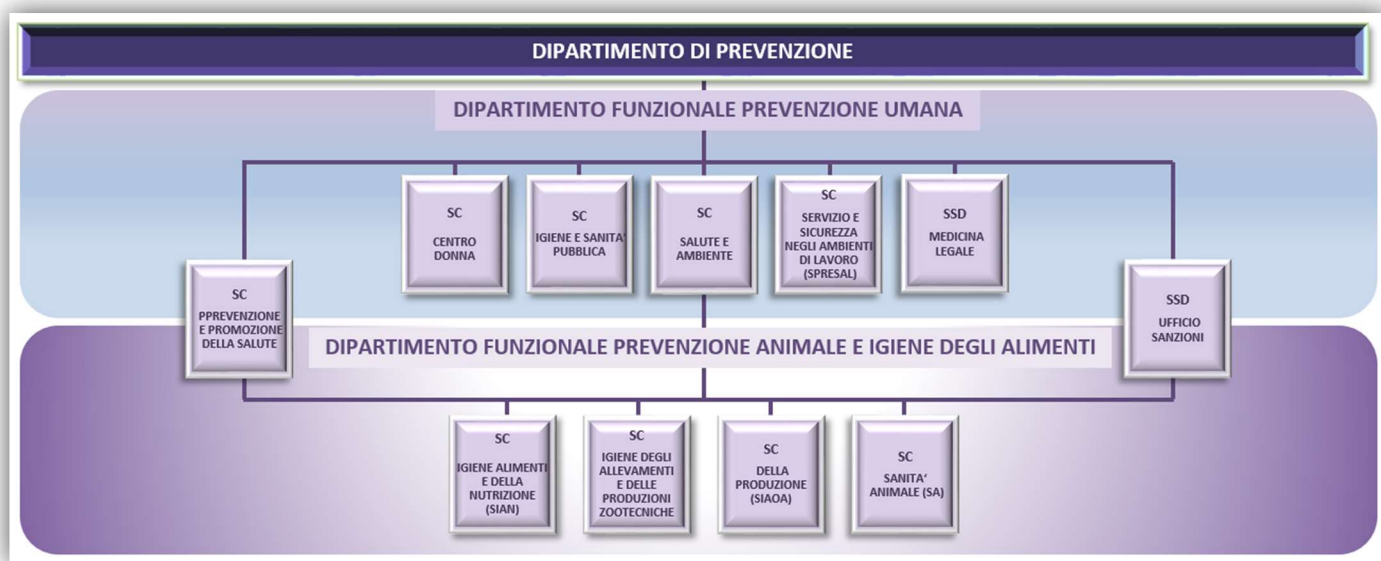 DIPARTIMENTO DI PREVENZIONE
DIPARTIMENTO FUNZIONALE PREVENZIONE UMANA
SC
CENTRO
DONNA
SC
IGIENE E SANITA'
PUBBLICA
SC
SALUTE E
AMBIENTE
SC
SERVIZIO E
SICUREZZA
NEGLI AMBIENTI
DI LAVORO
(SPRESAL)
SSD
MEDICINA
LEGALE
SC
PPREVENZIONE
E PROMOZIONE
DELLA SALUTE
SSD
UFFICIO
SANZIONI
DIPARTIMENTO FUNZIONALE PREVENZIONE ANIMALE E IGIENE DEGLI ALIMENTI
SC
IGIENE ALIMENTI
E DELLA
NUTRIZIONE
(SIAN)
SC
IGIENE DEGLI
ALLEVAMENTI
E DELLE
PRODUZIONI
ZOOTECNICHE
SC
DELLA
PRODUZIONE
(SIAOA)
SC
SANITA'
ANIMALE (SA)